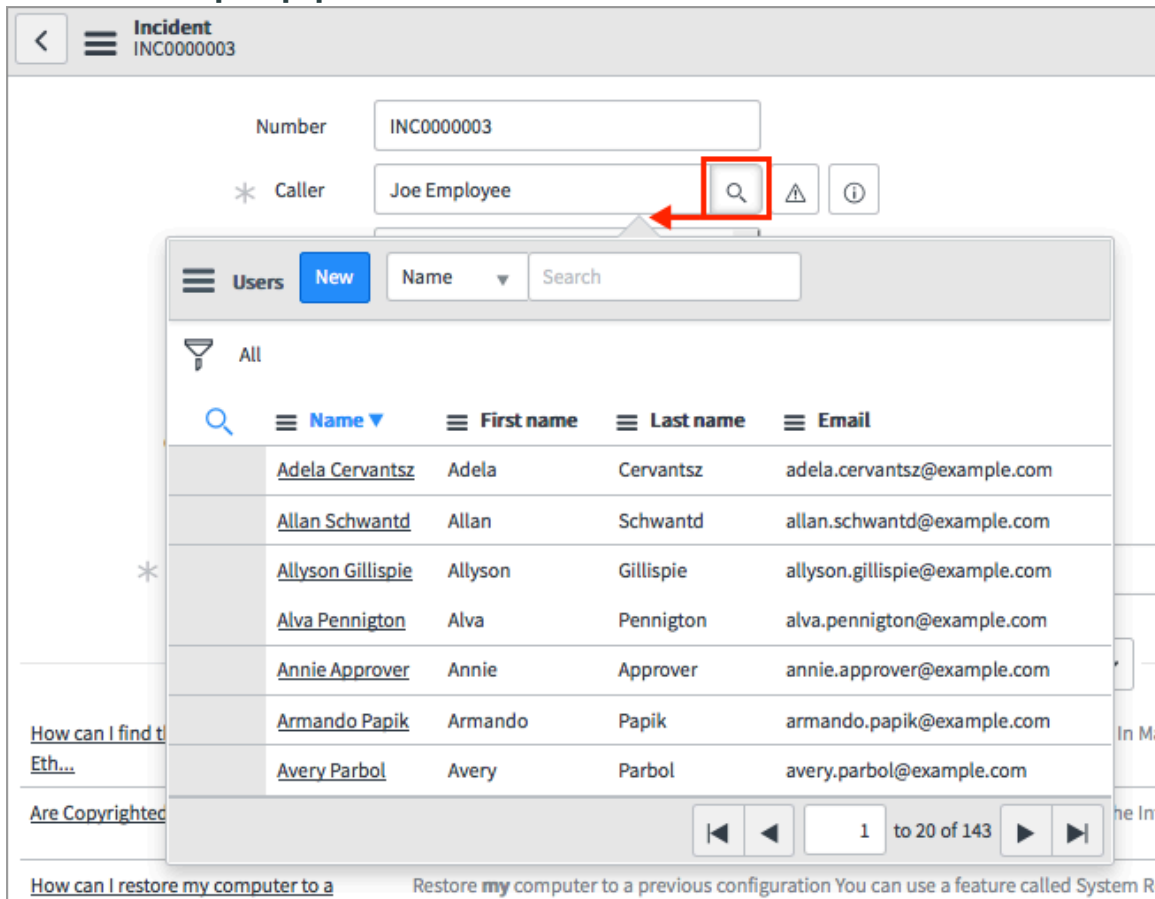 Incident
INC0000003
Number INC0000003
Caller Joe Employee
Users New Name Search
All
Name First name Last name Email
Adela Cervantsz Adela Cervantsz adela.cervantsz@example.com
Allan Schwantd Allan Schwantd allan.schwantd@example.com
Allyson Gillispie Allyson Gillispie allyson.gillispie@example.com
Alva Pennigton Alva Pennigton alva.pennigton@example.com
Annie Approver Annie Approver annie.approver@example.com
Armando Papik Armando Papik armando.papik@example.com
How can I find In
Eth...
Avery Parbol Avery Parbol avery.parbol@example.com
Are Copyrighted
1 to 20 of 143
How can I restore my computer to a Restore my computer to a previous configuration You can use a feature called System